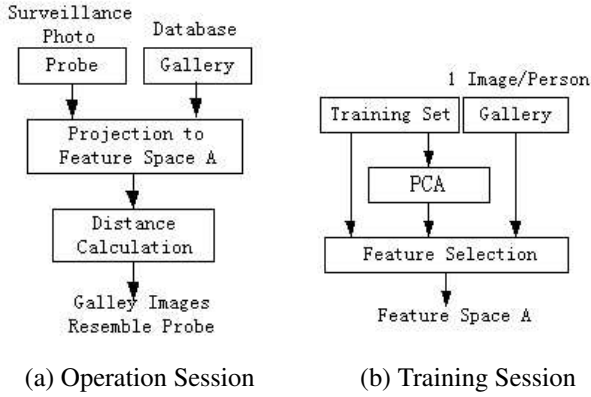 Surveillance
Photo
Database
Probe
Gallery
Projection to
Feature Space A
Distance
Calculation
Galley Images
Resemble Probe
(a) Operation Session
1 Image/Person
Training Set
Gallery
PCA
Feature Selection
Feature Space A
(b) Training Session